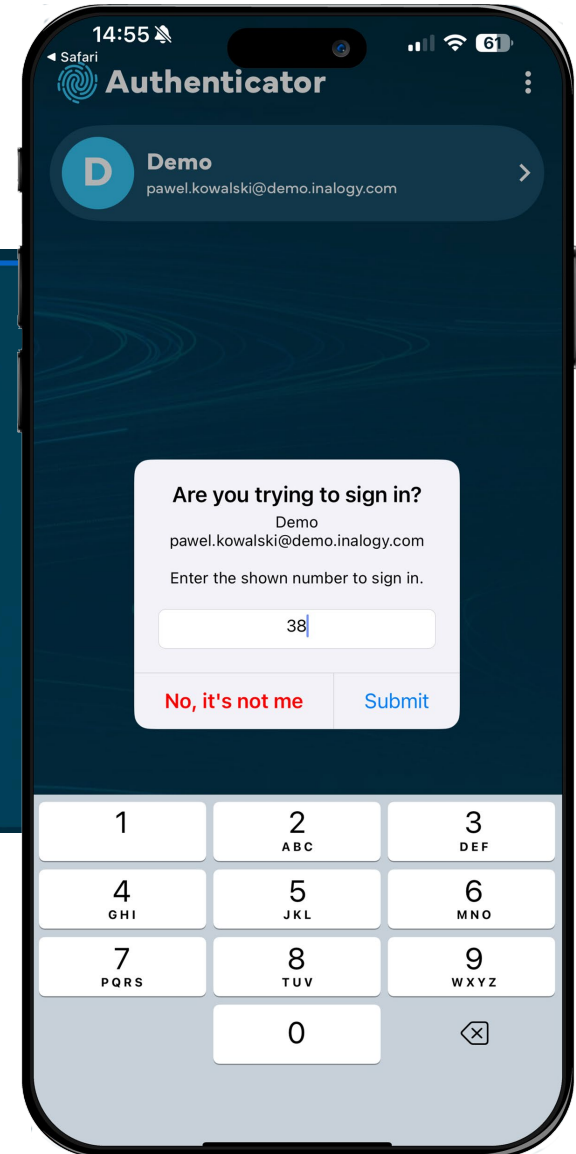 14:55
61
◀ Safari
Authenticator
D
Demo
pawel.kowalski@demo.inalogy.com
Are you trying to sign in?
Demo
pawel.kowalski@demo.inalogy.com
Enter the shown number to sign in.
38
No, it's not me
Submit
1
2
ABC
3
DEF
4
GHI
5
JKL
6
MNO
7
PQRS
8
TUV
9
WXYZ
0